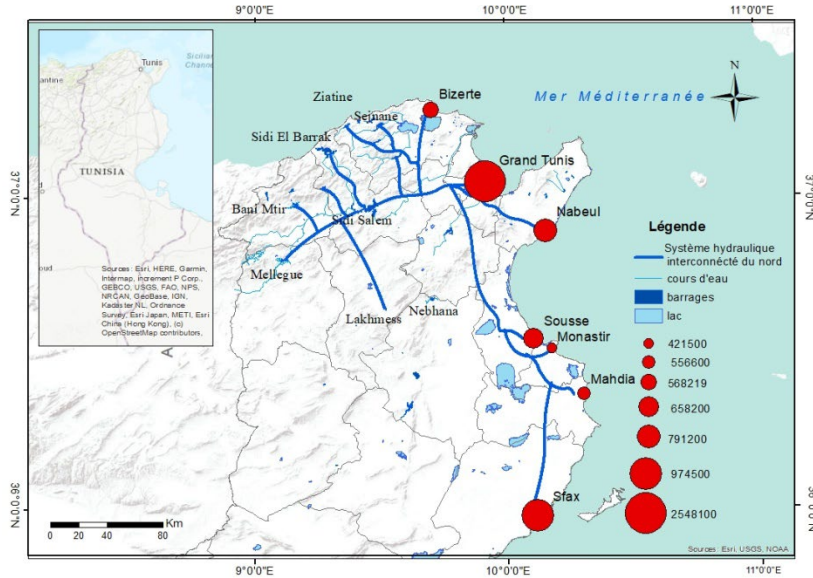 9°0'0"E
10°0'0"E
11°0'0"E
Tunis
Sicilian
Channel
antine
TUNISIA
oud
Sources: Esri, HERE, Garmin,
Intermap, increment P Corp.,
GEBCO, USGS, FAO, NPS,
NRCAN, GeoBase, IGN,
Kadaster NL, Ordnance
Survey, Esri Japan, METI, Esri
China (Hong Kong), (c)
OpenStreetMap contributors,
N
Mer Méditerranée
Bizerte
Ziatine
Sejnane
Sidi El Barrak
Grand Tunis
37°0'0"N
37°0'0"N
Bani Mtir
Sidi Salem
Nabeul
Mellegue
Lakhmess
Nebhana
Sousse
Monastir
Mahdia
Sfax
Légende
Système hydraulique
interconnécté du nord
cours d'eau
barrages
lac
421500
556600
568219
658200
791200
974500
2548100
36°0'0"N
0 20 40 80
Km
Sources: Esri, USGS, NOAA
9°0'0"E
10°0'0"E
11°0'0"E